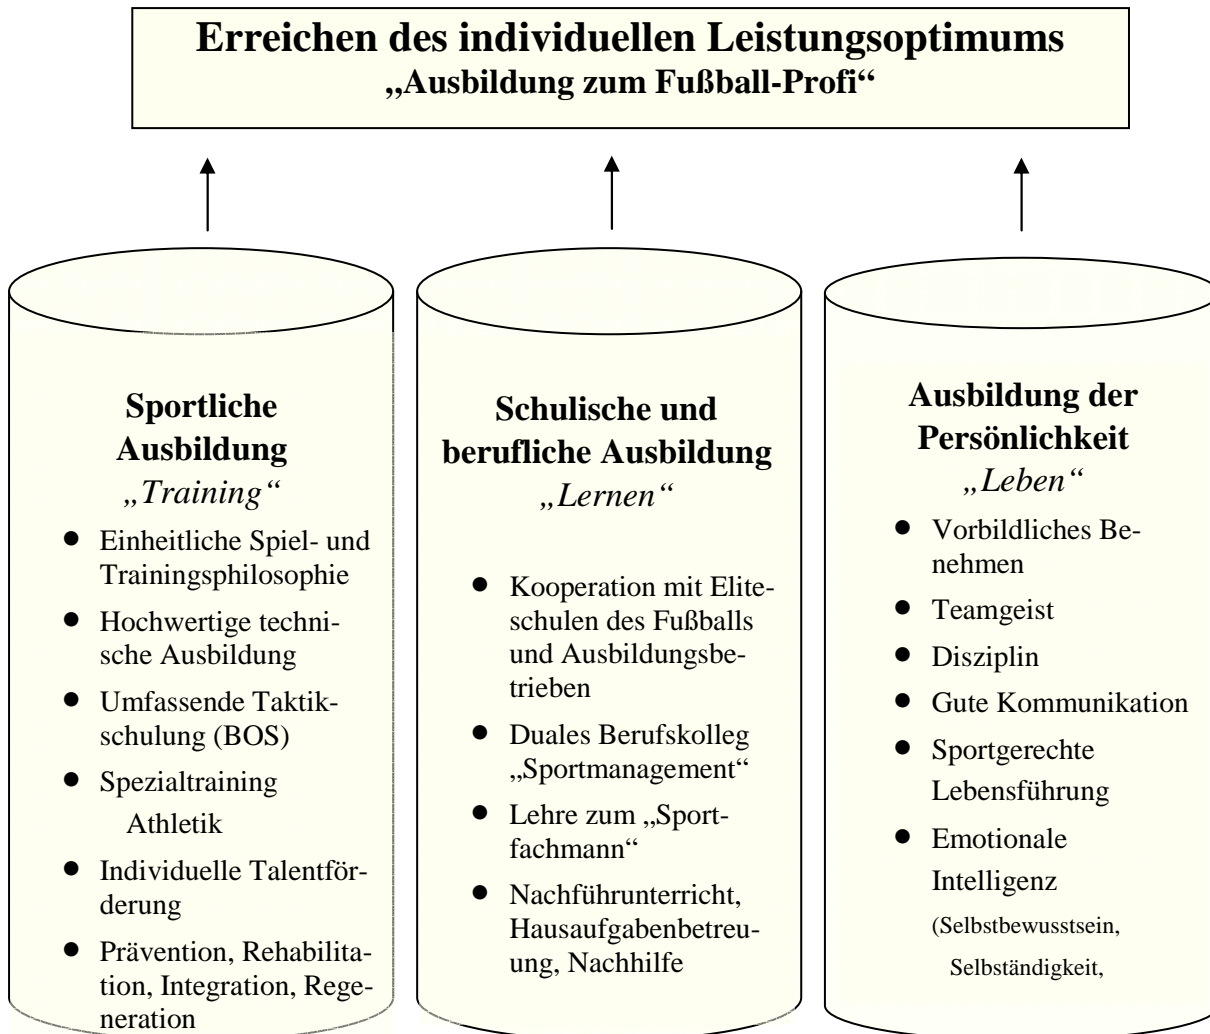 Erreichen des individuellen Leistungsoptimums
„Ausbildung zum Fußball-Profi“
Sportliche
Ausbildung
„Training“
● Einheitliche Spiel- und
Trainingsphilosophie
● Hochwertige techni-
sche Ausbildung
● Umfassende Taktik-
schulung (BOS)
● Spezialtraining
Athletik
● Individuelle Talentför-
derung
● Prävention, Rehabilita-
tion, Integration, Rege-
neration
Schulische und
berufliche Ausbildung
„Lernen“
● Kooperation mit Elite-
schulen des Fußballs
und Ausbildungsbe-
trieben
● Duales Berufskolleg
„Sportmanagement“
● Lehre zum „Sport-
fachmann“
● Nachführunterricht,
Hausaufgabenbetreu-
ung, Nachhilfe
Ausbildung der
Persönlichkeit
„Leben“
● Vorbildliches Be-
nehmen
● Teamgeist
● Disziplin
● Gute Kommunikation
● Sportgerechte
Lebensführung
● Emotionale
Intelligenz
(Selbstbewusstsein,
Selbständigkeit,